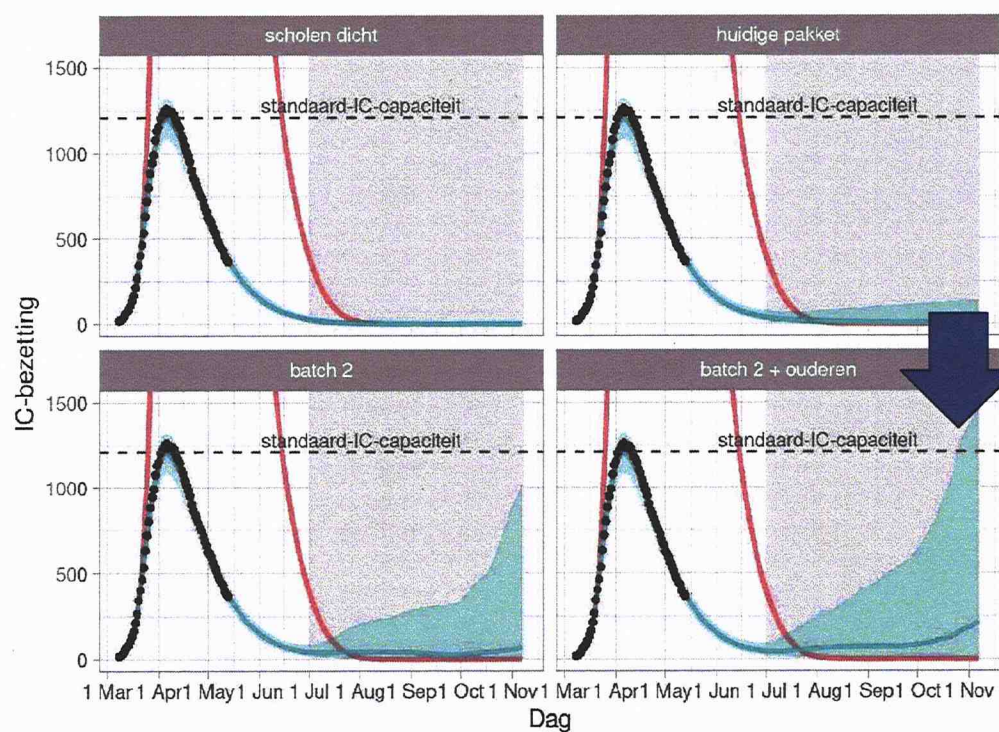 scholen dicht
huidige pakket
1500
standaard-IC-capaciteit
standaard-IC-capaciteit
1000
500
0
IC-bezetting
batch 2
batch 2 + ouderen
1500
standaard-IC-capaciteit
standaard-IC-capaciteit
1000
500
0
1 Mar 1 Apr 1 May 1 Jun 1 Jul 1 Aug 1 Sep 1 Oct 1 Nov 1
1 Mar 1 Apr 1 May 1 Jun 1 Jul 1 Aug 1 Sep 1 Oct 1 Nov 1
Dag